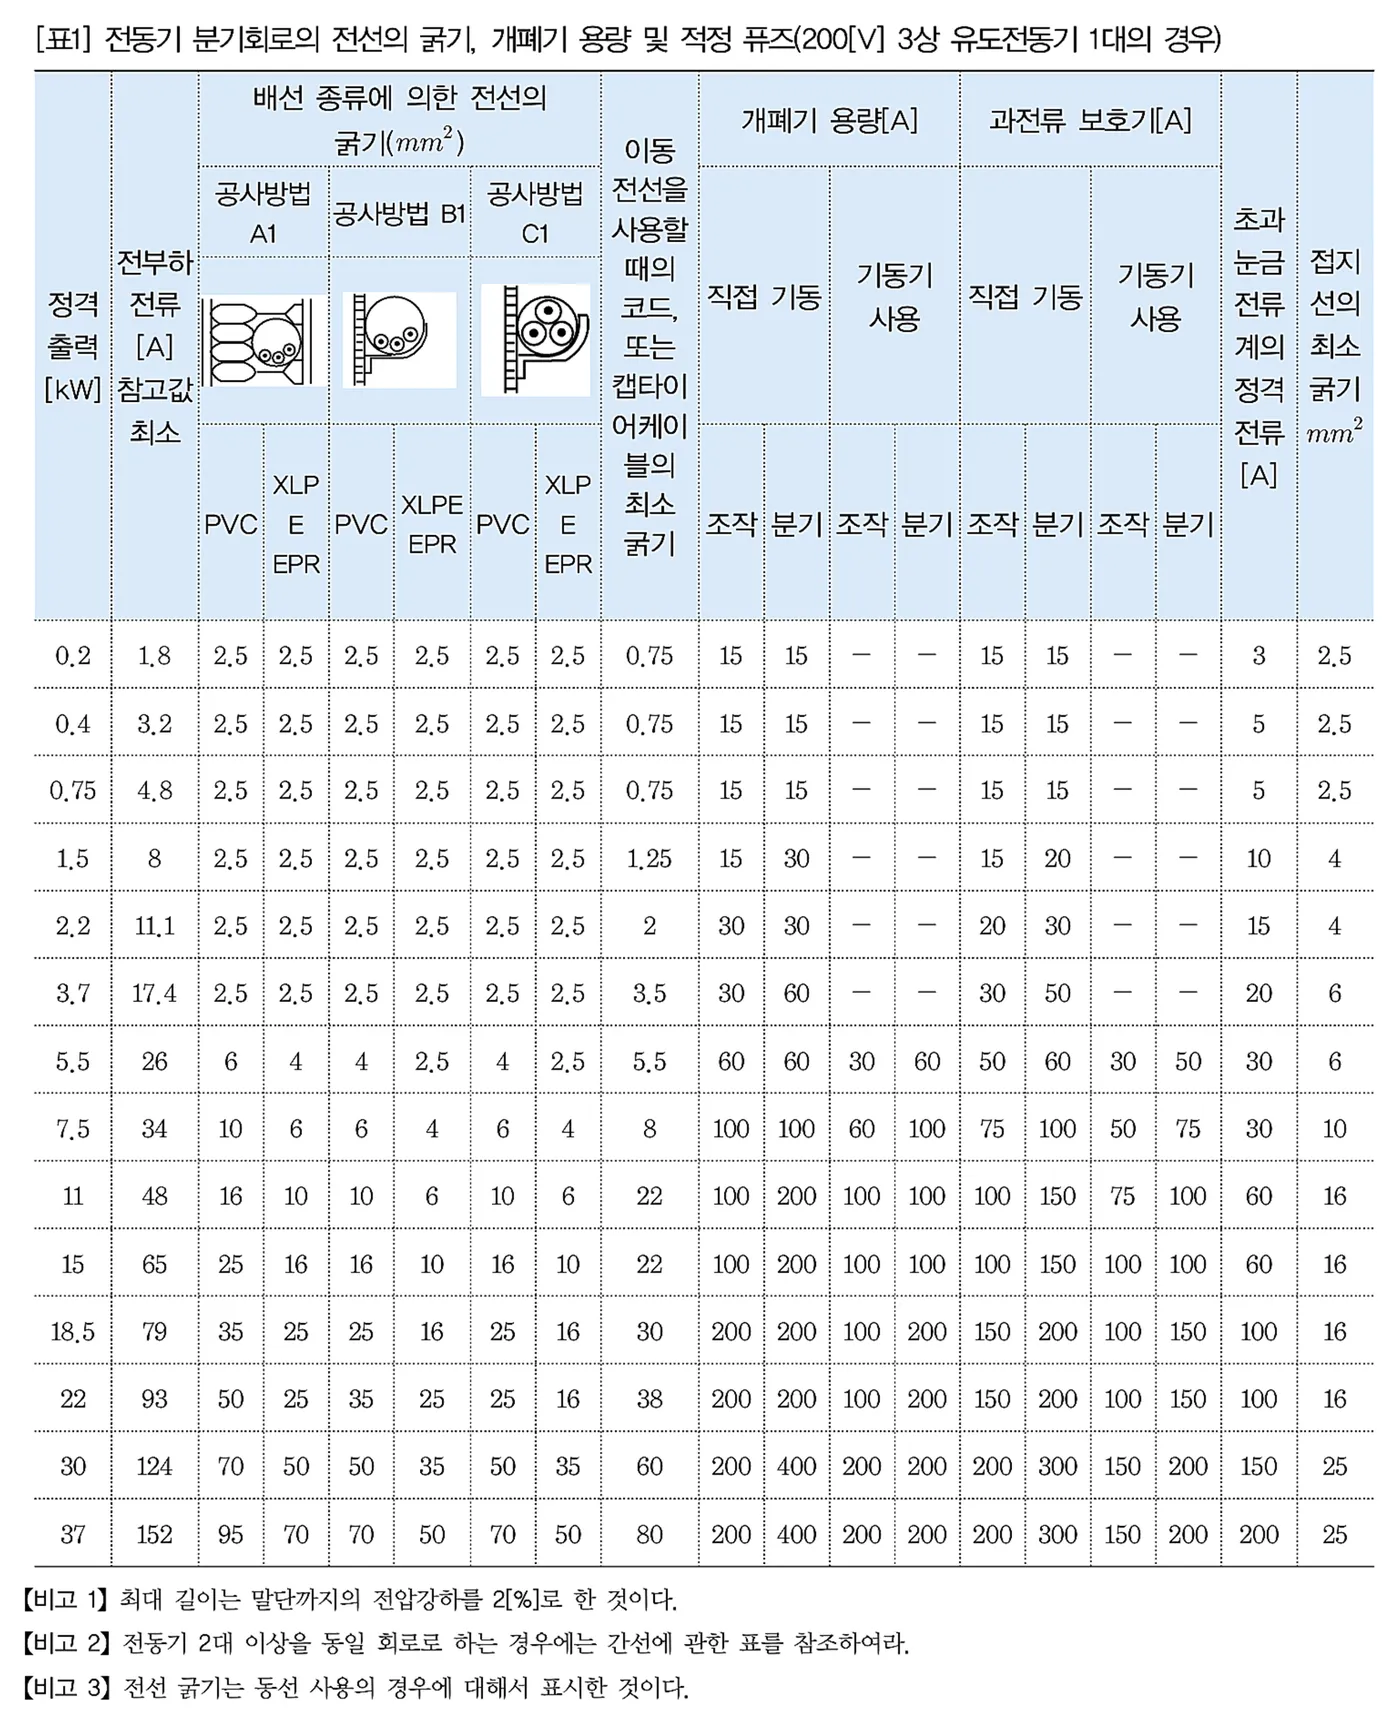 [표1] 전동기 분기회로의 전선의 굵기, 개폐기 용량 및 적정 퓨즈(200[V] 3상 유도전동기 1대의 경우)
정격
출력
[kW]
전부하
전류
[A]
참고값
최소
배선 종류에 의한 전선의
굵기(mm²)
공사방법
A1
공사방법 B1
공사방법
C1
PVC
XLP
E
EPR
PVC
XLPE
EPR
PVC
XLP
E
EPR
이동
전선을
사용할
때의
코드,
또는
캡타이
어케이
블의
최소
굵기
개폐기 용량[A]
직접 기동
기동기
사용
조작 분기 조작 분기
과전류 보호기[A]
직접 기동
기동기
사용
조작 분기 조작 분기
초과
눈금
전류
계의
정격
전류
[A]
접지
선의
최소
굵기
mm²
0.2 1.8 2.5 2.5 2.5 2.5 2.5 2.5 0.75 15 15 － － 15 15 － － 3 2.5
0.4 3.2 2.5 2.5 2.5 2.5 2.5 2.5 0.75 15 15 － － 15 15 － － 5 2.5
0.75 4.8 2.5 2.5 2.5 2.5 2.5 2.5 0.75 15 15 － － 15 15 － － 5 2.5
1.5 8 2.5 2.5 2.5 2.5 2.5 2.5 1.25 15 30 － － 15 20 － － 10 4
2.2 11.1 2.5 2.5 2.5 2.5 2.5 2.5 2 30 30 － － 20 30 － － 15 4
3.7 17.4 2.5 2.5 2.5 2.5 2.5 2.5 3.5 30 60 － － 30 50 － － 20 6
5.5 26 6 4 4 2.5 4 2.5 5.5 60 60 30 60 50 60 30 50 30 6
7.5 34 10 6 6 4 6 4 8 100 100 60 100 75 100 50 75 30 10
11 48 16 10 10 6 10 6 22 100 200 100 100 100 150 75 100 60 16
15 65 25 16 16 10 16 10 22 100 200 100 100 100 150 100 100 60 16
18.5 79 35 25 25 16 25 16 30 200 200 100 200 150 200 100 150 100 16
22 93 50 25 35 25 25 16 38 200 200 100 200 150 200 100 150 100 16
30 124 70 50 50 35 50 35 60 200 400 200 200 200 300 150 200 150 25
37 152 95 70 70 50 70 50 80 200 400 200 200 200 300 150 200 200 25
【비고 1】 최대 길이는 말단까지의 전압강하를 2[%]로 한 것이다.
【비고 2】 전동기 2대 이상을 동일 회로로 하는 경우에는 간선에 관한 표를 참조하여라.
【비고 3】 전선 굵기는 동선 사용의 경우에 대해서 표시한 것이다.